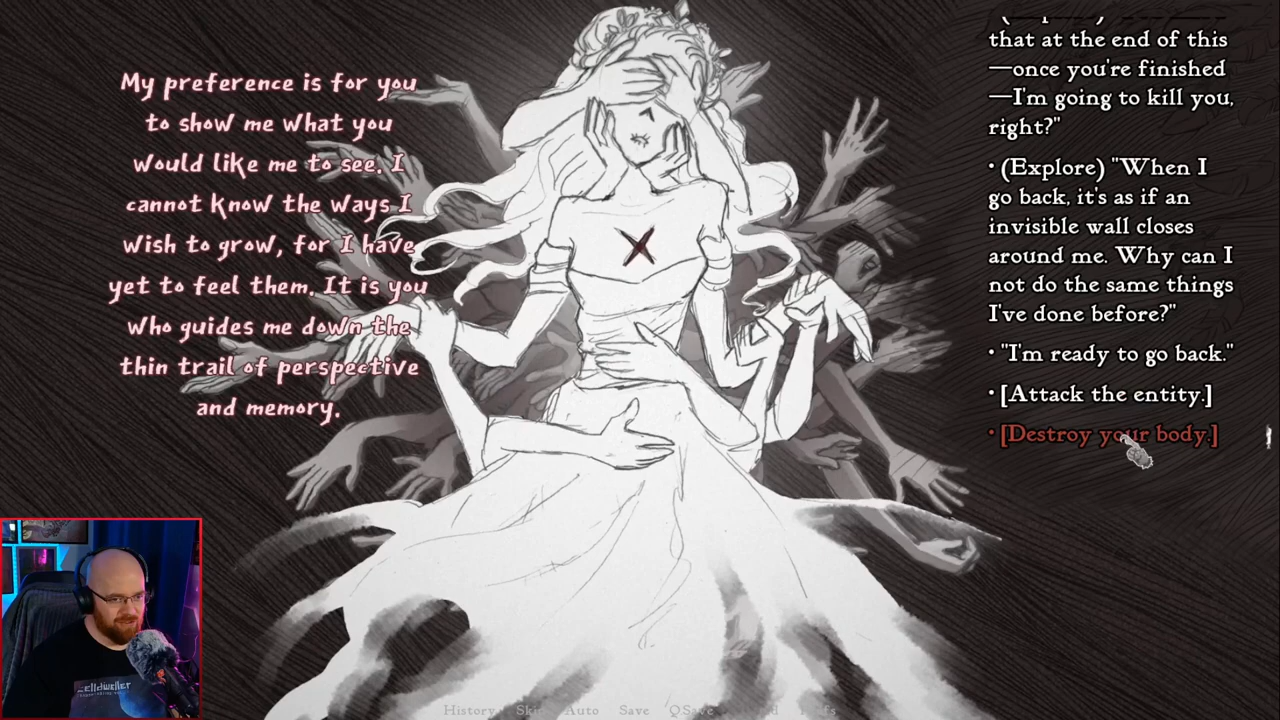 My preference is for you
to show me what you
would like me to see. I
cannot know the ways I
wish to grow, for I have
yet to feel them. It is you
who guides me down the
thin trail of perspective
and memory.
that at the end of this
—once you're finished
—I'm going to kill you,
right?"
• (Explore) "When I
go back, it's as if an
invisible wall closes
around me. Why can I
not do the same things
I've done before?"
• "I'm ready to go back."
• [Attack the entity.]
• [Destroy your body.]
History Auto Save QSave